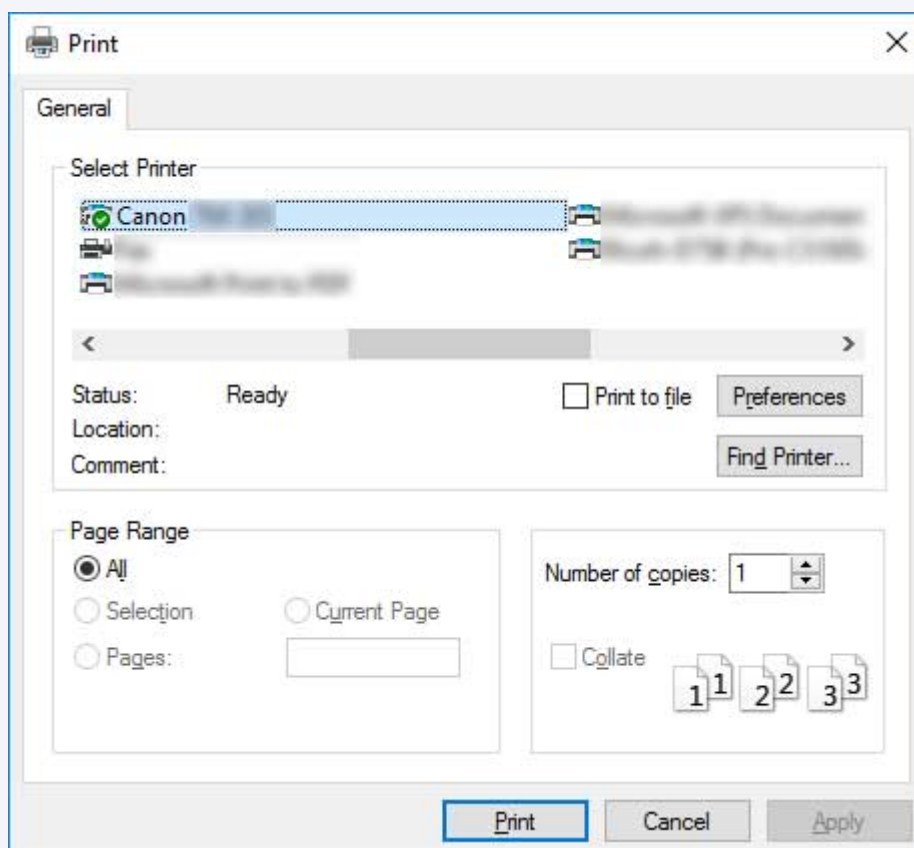 Print
General
Select Printer
Canon
Status: Ready
Print to file
Preferences
Location:
Comment:
Find Printer...
Page Range
All
Selection
Current Page
Pages:
Number of copies: 1
Collate
1 1 2 2 3 3
Print
Cancel
Apply